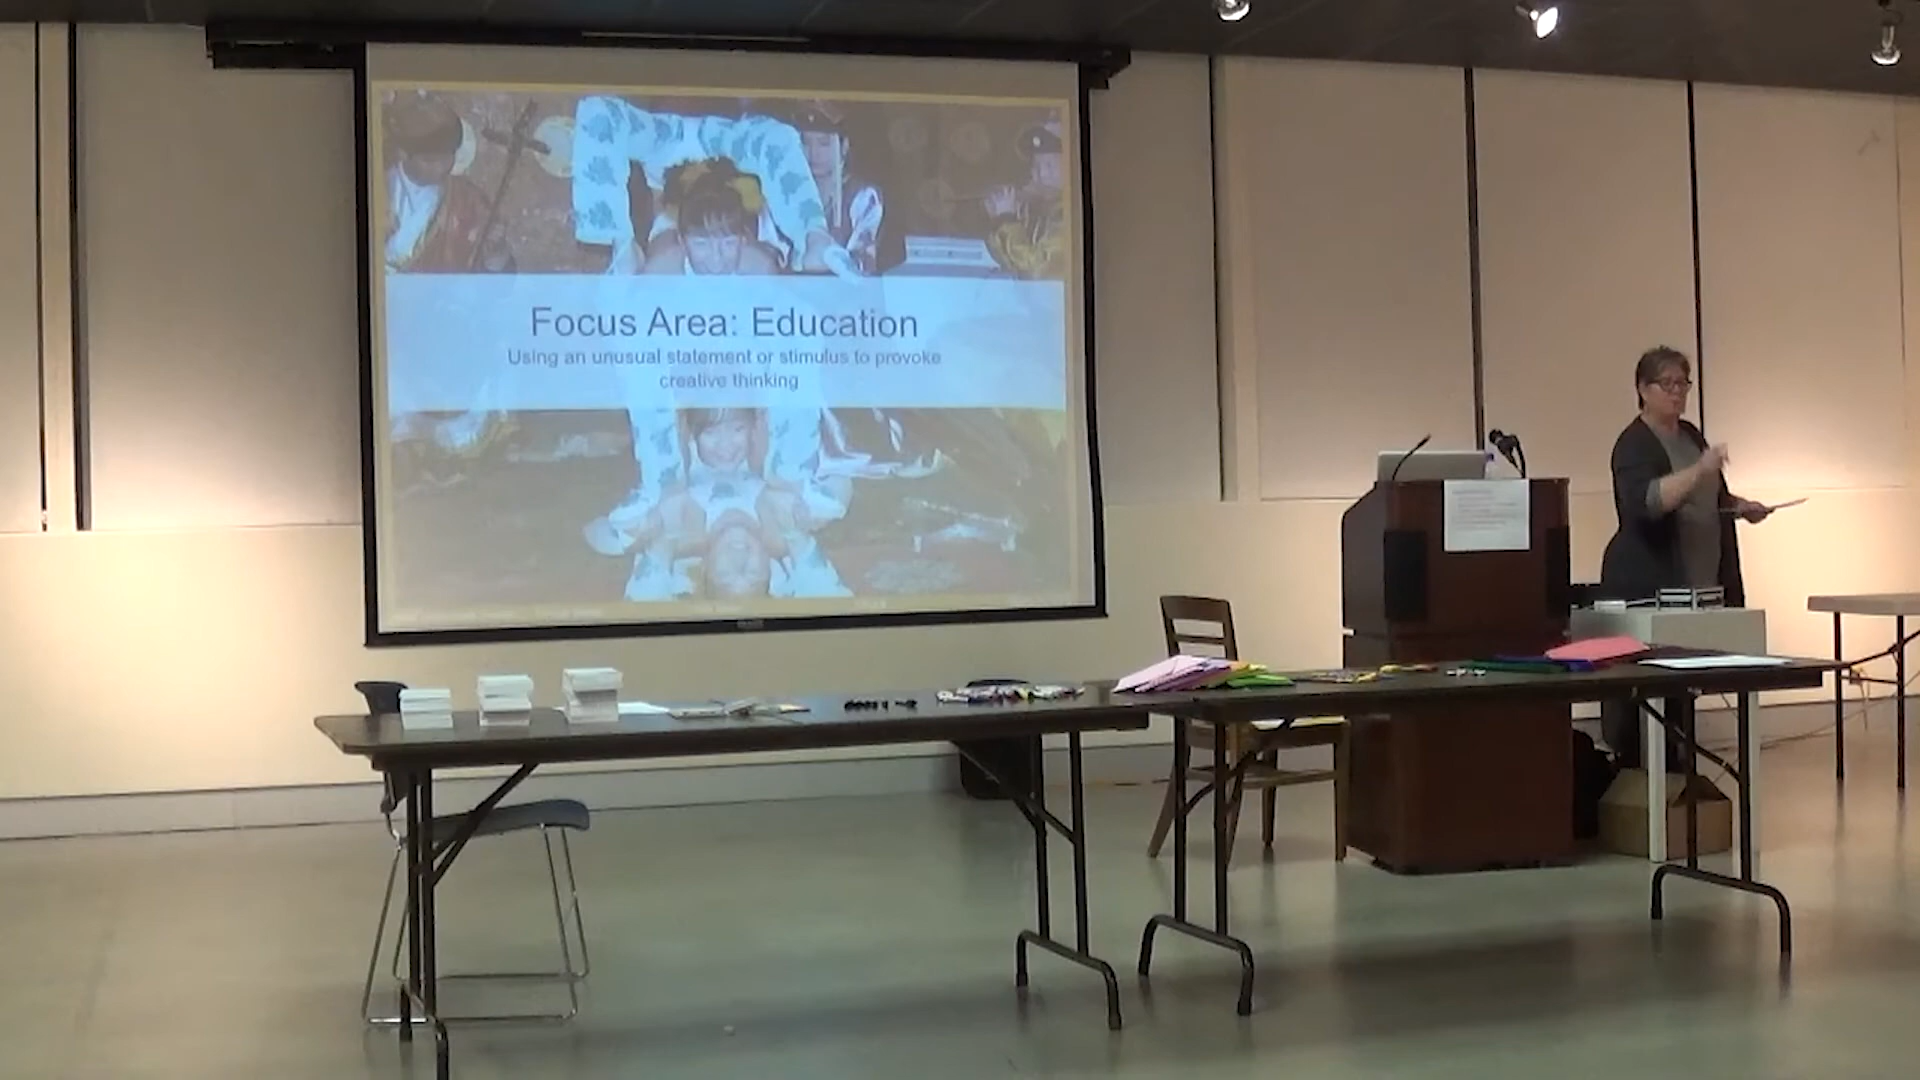 Focus Area: Education
Using an unusual statement or stimulus to provoke
creative thinking